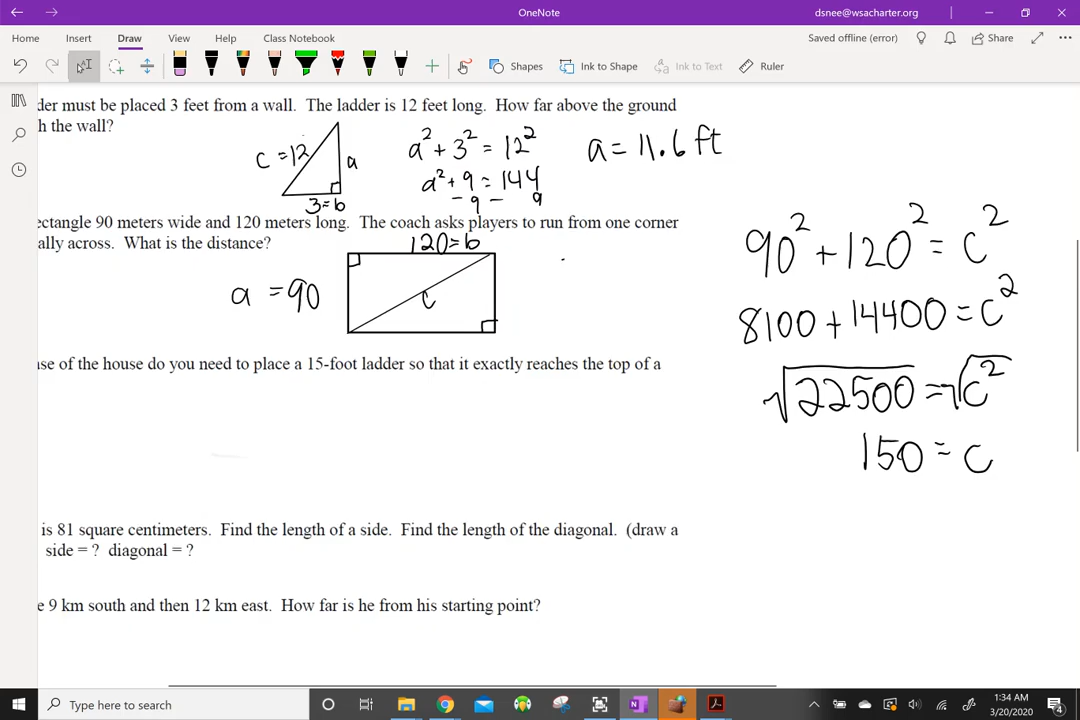 OneNote
dsnee@wsacharter.org
Home Insert Draw View Help Class Notebook
Saved offline (error) Share
Shapes Ink to Shape Ink to Text Ruler
der must be placed 3 feet from a wall. The ladder is 12 feet long. How far above the ground
h the wall?
c = 12
a
3 = b
a² + 3² = 12²
a² + 9 = 144
- 9 - 9
a = 11.6 ft
ectangle 90 meters wide and 120 meters long. The coach asks players to run from one corner
ally across. What is the distance?
120 = b
a = 90
c
90² + 120² = c²
8100 + 14400 = c²
√22500 = √c²
150 = c
se of the house do you need to place a 15-foot ladder so that it exactly reaches the top of a
is 81 square centimeters. Find the length of a side. Find the length of the diagonal. (draw a
side = ? diagonal = ?
e 9 km south and then 12 km east. How far is he from his starting point?
Type here to search
1:34 AM
3/20/2020
4